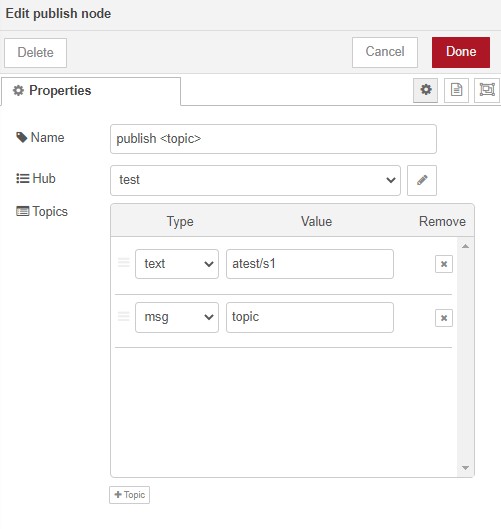 Edit publish node
Delete
Cancel
Done
Properties
Name
publish <topic>
Hub
test
Topics
Type
Value
Remove
text
atest/s1
msg
topic
Topic